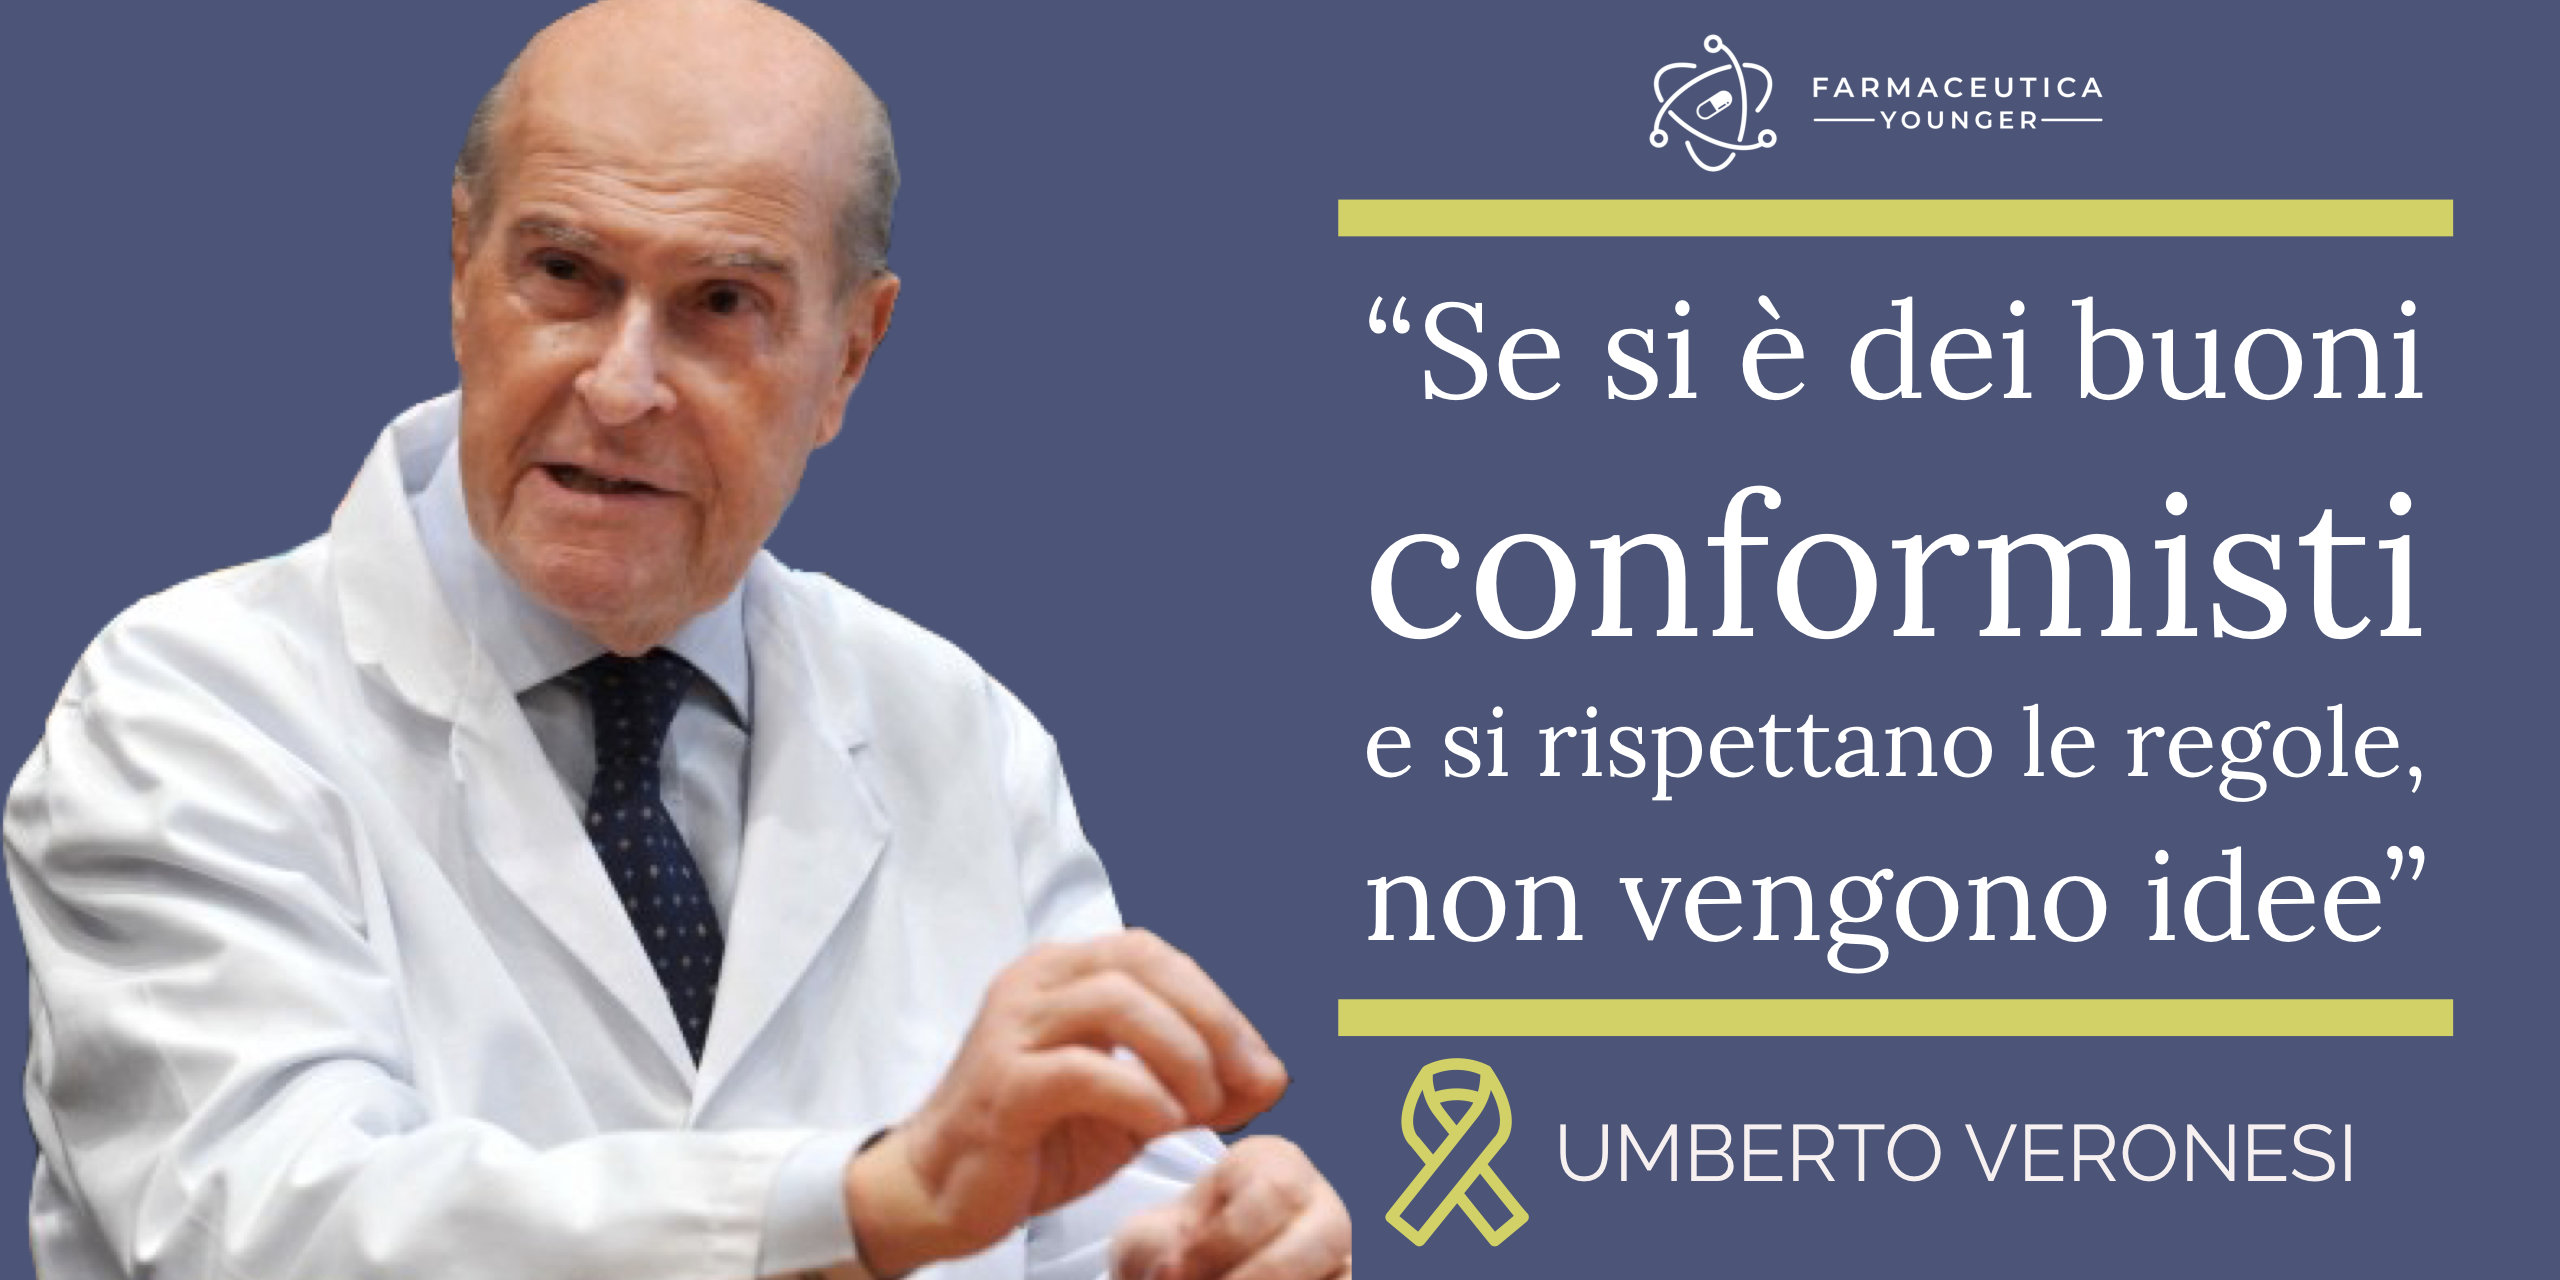 FARMACEUTICA
YOUNGER
“Se si è dei buoni
conformisti
e si rispettano le regole,
non vengono idee”
UMBERTO VERONESI